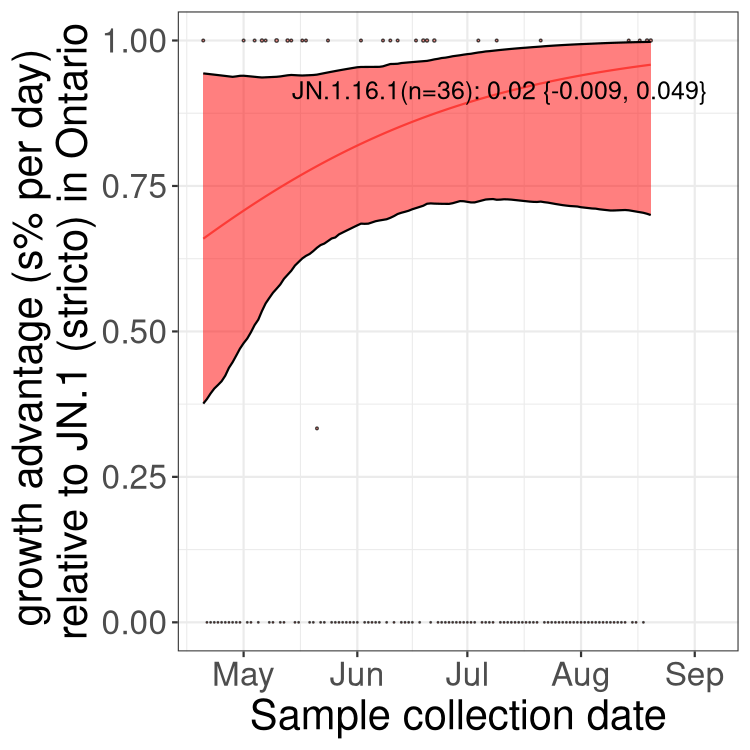 growth advantage (s% per day)
relative to JN.1 (stricto) in Ontario
1.00
0.75
0.50
0.25
0.00
JN.1.16.1(n=36): 0.02 {-0.009, 0.049}
May Jun Jul Aug Sep
Sample collection date